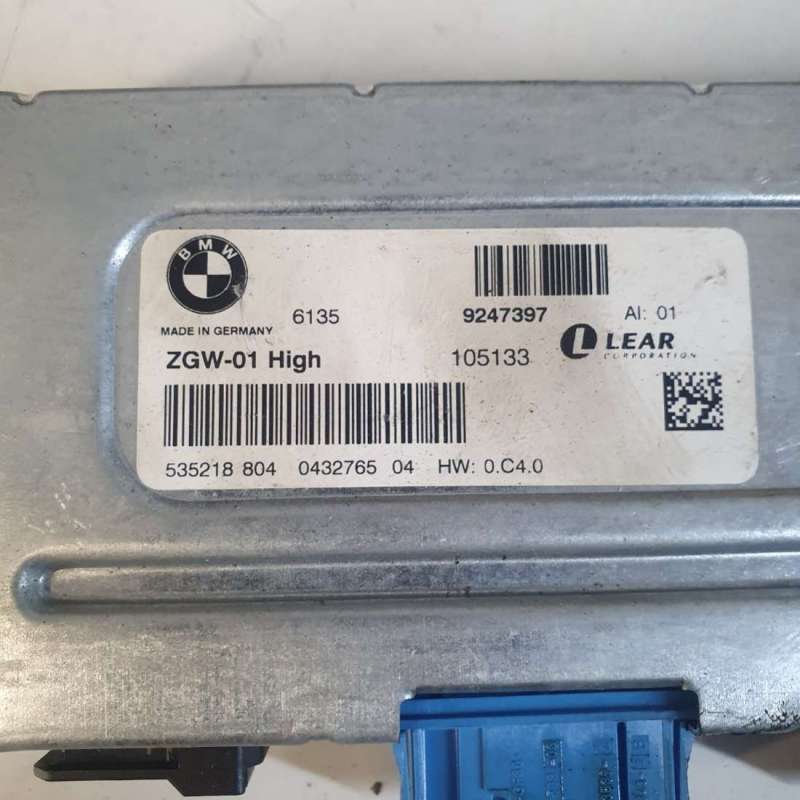 BMW
6135 9247397 AI: 01
MADE IN GERMANY
ZGW-01 High 105133 LEAR
CORPORATION
535218 804 0432765 04 HW: 0.C4.0